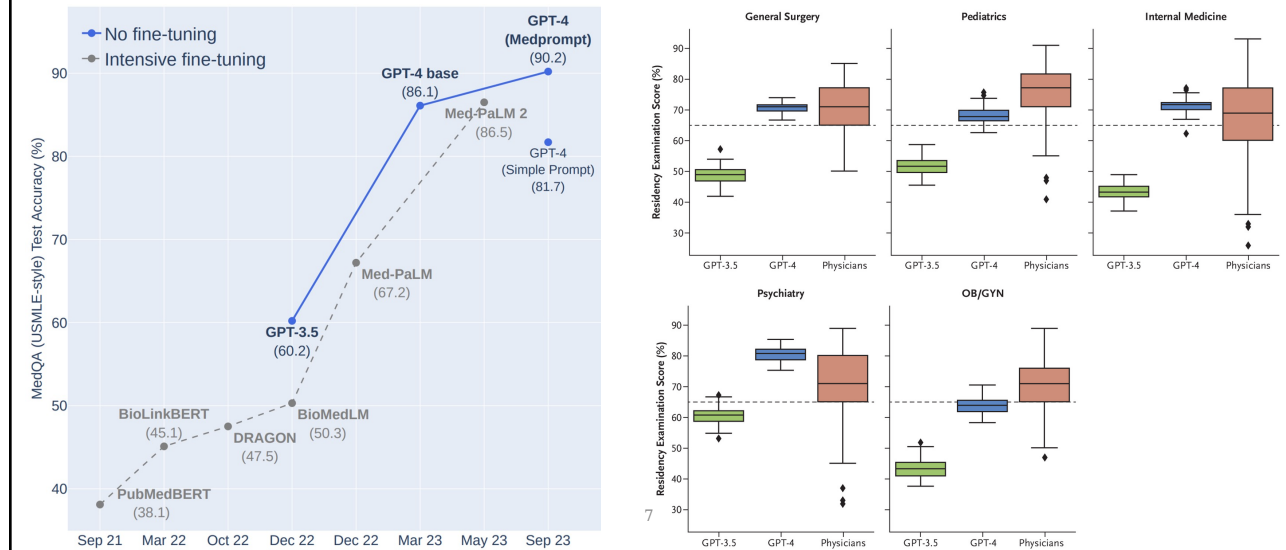 No fine-tuning
Intensive fine-tuning
GPT-4
(Medprompt)
(90.2)
GPT-4 base
(86.1)
Med-PaLM 2
(86.5)
GPT-4
(Simple Prompt)
(81.7)
Med-PaLM
(67.2)
GPT-3.5
(60.2)
BioMedLM
(50.3)
BioLinkBERT
(45.1)
DRAGON
(47.5)
PubMedBERT
(38.1)
MedQA (USMLE-style) Test Accuracy (%)
90
80
70
60
50
40
Sep 21 Mar 22 Oct 22 Dec 22 Dec 22 Mar 23 May 23 Sep 23
General Surgery
Pediatrics
Internal Medicine
Residency Examination Score (%)
90
80
70
60
50
40
30
GPT-3.5 GPT-4 Physicians
GPT-3.5 GPT-4 Physicians
GPT-3.5 GPT-4 Physicians
Psychiatry
OB/GYN
Residency Examination Score (%)
90
80
70
60
50
40
30
GPT-3.5 GPT-4 Physicians
GPT-3.5 GPT-4 Physicians
7